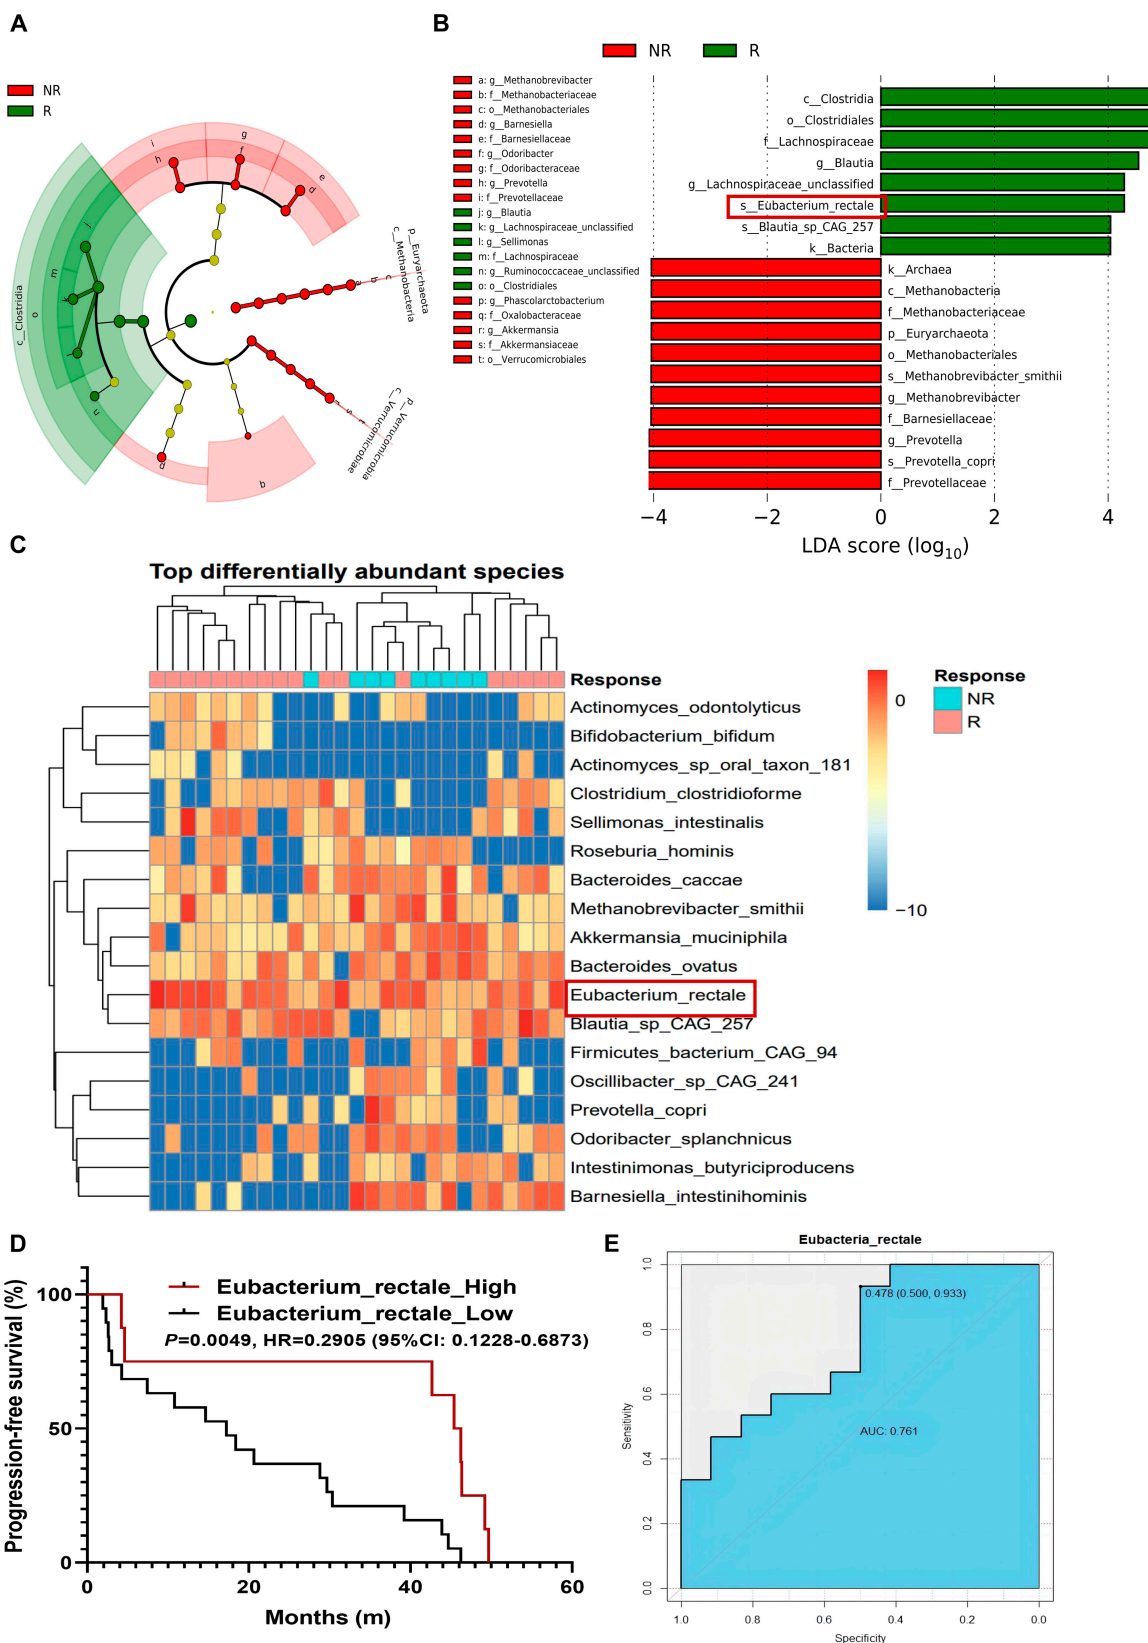 A
NR
R
i
g
h
f
e
d
j
m
k
l
o
n
c__Clostridia
a
b
c
p__Euryarchaeota
c__Methanobacteria
r
s
t
p__Verrucomicrobia
c__Verrucomicrobiae
q
B
NR
R
a: g__Methanobrevibacter
b: f__Methanobacteriaceae
c: o__Methanobacteriales
d: g__Barnesiella
e: f__Barnesiellaceae
f: g__Odoribacter
g: f__Odoribacteraceae
h: g__Prevotella
i: f__Prevotellaceae
j: g__Blautia
k: g__Lachnospiraceae_unclassified
l: g__Sellimonas
m: f__Lachnospiraceae
n: g__Ruminococcaceae_unclassified
o: o__Clostridiales
p: g__Phascolarctobacterium
q: f__Oxalobacteraceae
r: g__Akkermansia
s: f__Akkermansiaceae
t: o__Verrucomicrobiales
c__Clostridia
o__Clostridiales
f__Lachnospiraceae
g__Blautia
g__Lachnospiraceae_unclassified
s__Eubacterium_rectale
s__Blautia_sp_CAG_257
k__Bacteria
k__Archaea
c__Methanobacteria
f__Methanobacteriaceae
p__Euryarchaeota
o__Methanobacteriales
s__Methanobrevibacter_smithii
g__Methanobrevibacter
f__Barnesiellaceae
g__Prevotella
s__Prevotella_copri
f__Prevotellaceae
−4 −2 0 2 4
LDA score (log10)
C
Top differentially abundant species
Response
Actinomyces_odontolyticus
Bifidobacterium_bifidum
Actinomyces_sp_oral_taxon_181
Clostridium_clostridioforme
Sellimonas_intestinalis
Roseburia_hominis
Bacteroides_caccae
Methanobrevibacter_smithii
Akkermansia_muciniphila
Bacteroides_ovatus
Eubacterium_rectale
Blautia_sp_CAG_257
Firmicutes_bacterium_CAG_94
Oscillibacter_sp_CAG_241
Prevotella_copri
Odoribacter_splanchnicus
Intestinimonas_butyriciproducens
Barnesiella_intestinihominis
0
−10
Response
NR
R
D
Progression-free survival (%)
100
50
0
Eubacterium_rectale_High
Eubacterium_rectale_Low
P=0.0049, HR=0.2905 (95%CI: 0.1228-0.6873)
0 20 40 60
Months (m)
E
Eubacteria_rectale
Sensitivity
1.0
0.8
0.6
0.4
0.2
0.0
0.478 (0.500, 0.933)
AUC: 0.761
1.0 0.8 0.6 0.4 0.2 0.0
Specificity